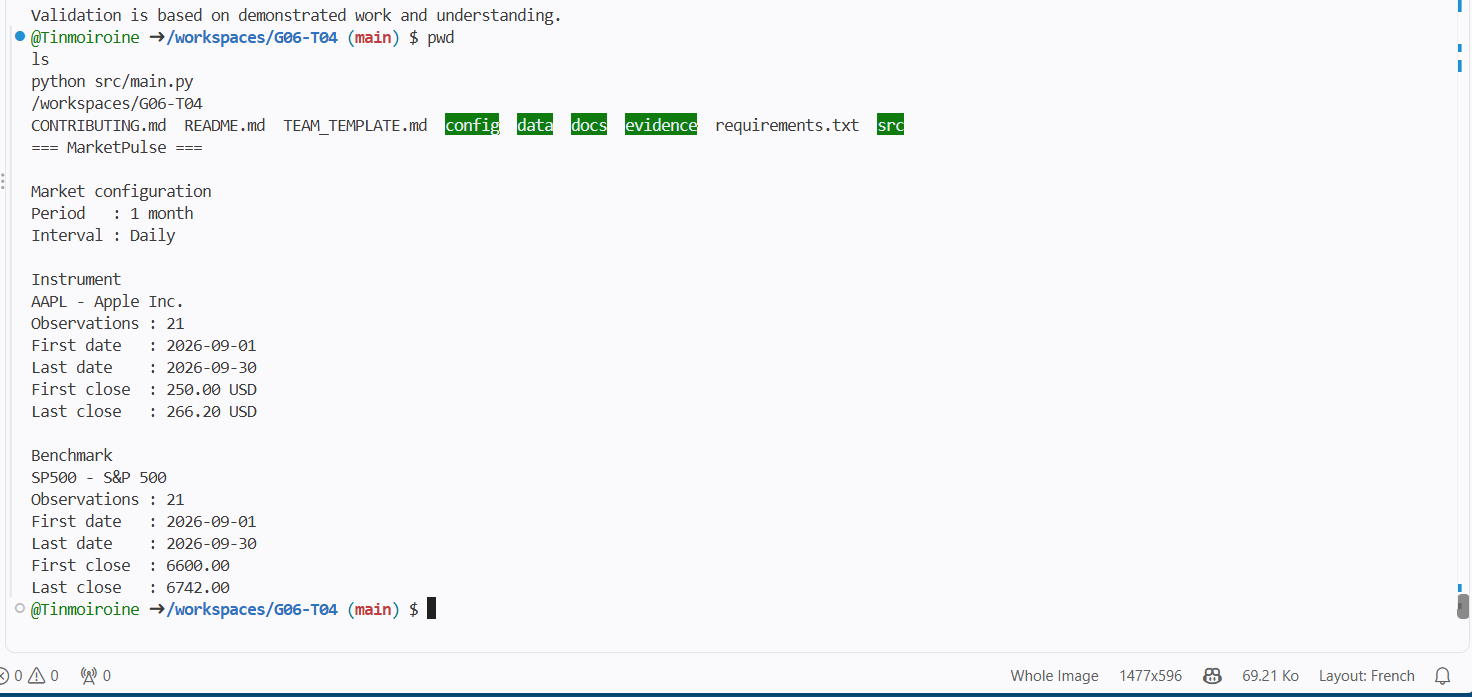 Validation is based on demonstrated work and understanding.
@Tinmoiroine →/workspaces/G06-T04 (main) $ pwd
ls
python src/main.py
/workspaces/G06-T04
CONTRIBUTING.md  README.md  TEAM_TEMPLATE.md  config  data  docs  evidence  requirements.txt  src
=== MarketPulse ===
Market configuration
Period   : 1 month
Interval : Daily
Instrument
AAPL - Apple Inc.
Observations : 21
First date   : 2026-09-01
Last date    : 2026-09-30
First close  : 250.00 USD
Last close   : 266.20 USD
Benchmark
SP500 - S&P 500
Observations : 21
First date   : 2026-09-01
Last date    : 2026-09-30
First close  : 6600.00
Last close   : 6742.00
@Tinmoiroine →/workspaces/G06-T04 (main) $
0 0 0 Whole Image 1477x596 69.21 Ko Layout: French